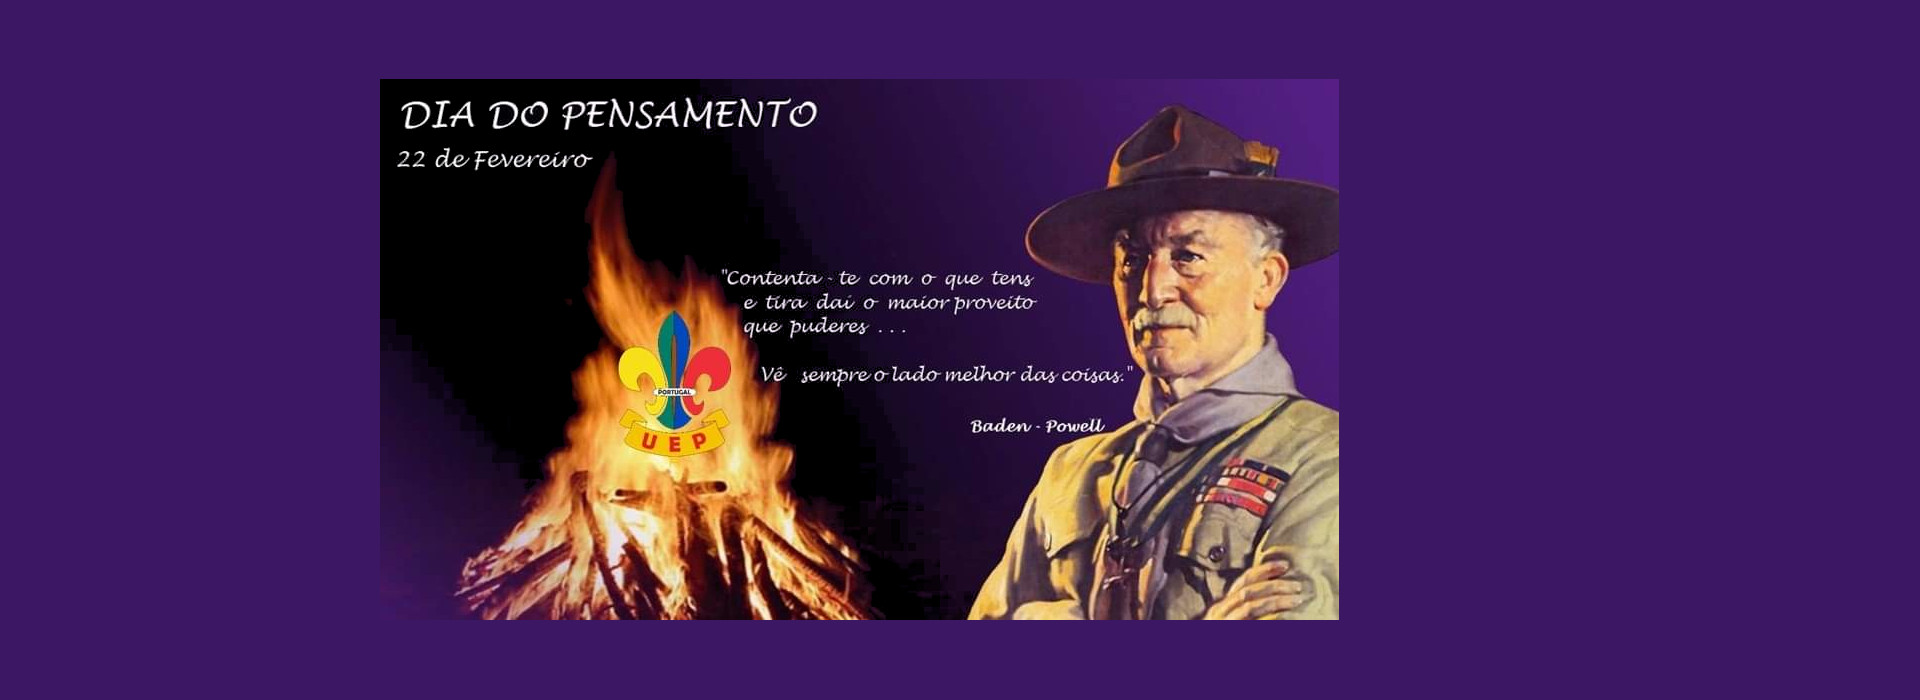 DIA DO PENSAMENTO
22 de Fevereiro
"Contenta - te com o que tens
e tira daí o maior proveito
que puderes . . .
Vê sempre o lado melhor das coisas."
Baden - Powell
PORTUGAL
UEP